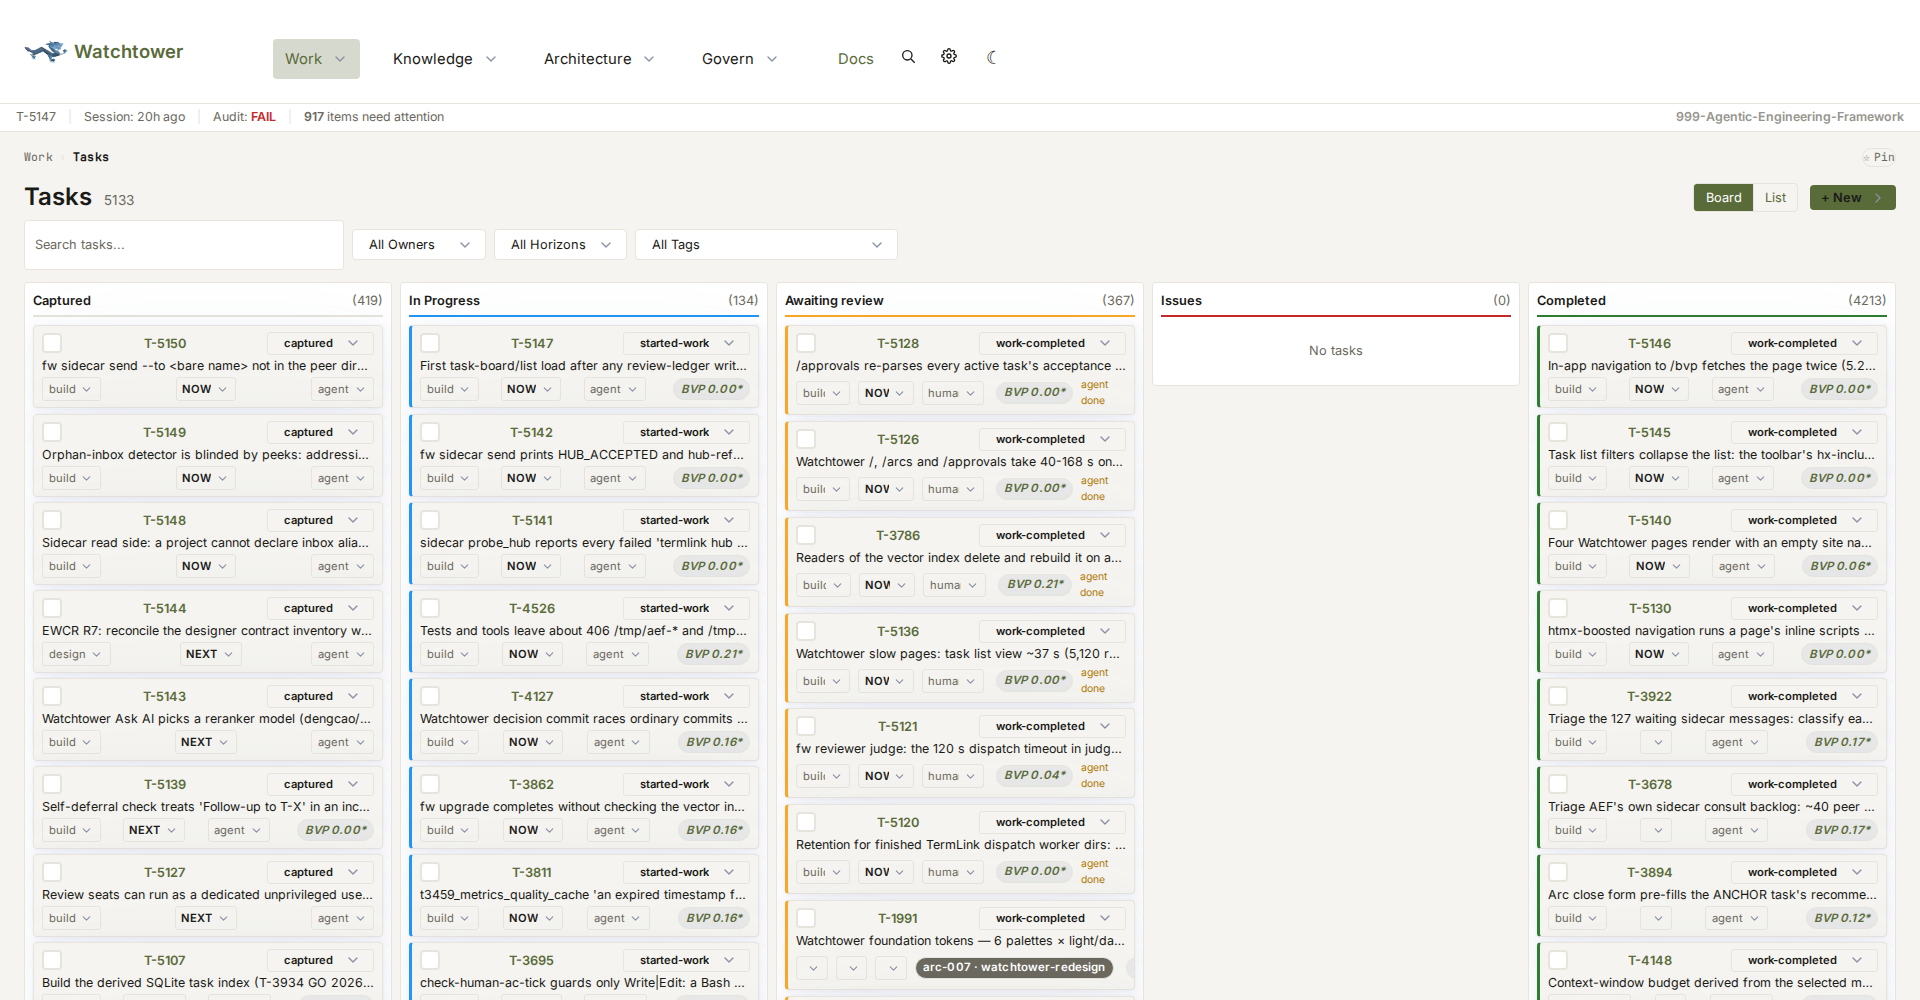 Watchtower
Work
Knowledge
Architecture
Govern
Docs
T-5147
Session: 20h ago
Audit: FAIL
917 items need attention
999-Agentic-Engineering-Framework
Work
Tasks
Pin
Tasks 5133
Board
List
+ New
Search tasks...
All Owners
All Horizons
All Tags
Captured (419)
T-5150 captured
fw sidecar send --to <bare name> not in the peer dir...
build NOW agent
T-5149 captured
Orphan-inbox detector is blinded by peeks: addressi...
build NOW agent
T-5148 captured
Sidecar read side: a project cannot declare inbox alia...
build NOW agent
T-5144 captured
EWCR R7: reconcile the designer contract inventory w...
design NEXT agent
T-5143 captured
Watchtower Ask AI picks a reranker model (dengcao/...
build NEXT agent
T-5139 captured
Self-deferral check treats 'Follow-up to T-X' in an inc...
build NEXT agent BVP 0.00*
T-5127 captured
Review seats can run as a dedicated unprivileged use...
build NEXT agent
T-5107 captured
Build the derived SQLite task index (T-3934 GO 2026...
In Progress (134)
T-5147 started-work
First task-board/list load after any review-ledger writ...
build NOW agent BVP 0.00*
T-5142 started-work
fw sidecar send prints HUB_ACCEPTED and hub-ref...
build NOW agent BVP 0.00*
T-5141 started-work
sidecar probe_hub reports every failed 'termlink hub ...
build NOW agent BVP 0.00*
T-4526 started-work
Tests and tools leave about 406 /tmp/aef-* and /tmp...
build NOW agent BVP 0.21*
T-4127 started-work
Watchtower decision commit races ordinary commits ...
build NOW agent BVP 0.16*
T-3862 started-work
fw upgrade completes without checking the vector in...
build NOW agent BVP 0.16*
T-3811 started-work
t3459_metrics_quality_cache 'an expired timestamp f...
build NOW agent BVP 0.16*
T-3695 started-work
check-human-ac-tick guards only Write|Edit: a Bash ...
Awaiting review (367)
T-5128 work-completed
/approvals re-parses every active task's acceptance ...
buil NOW huma BVP 0.00* agent done
T-5126 work-completed
Watchtower /, /arcs and /approvals take 40-168 s on...
buil NOW huma BVP 0.00* agent done
T-3786 work-completed
Readers of the vector index delete and rebuild it on a...
buil NOW huma BVP 0.21* agent done
T-5136 work-completed
Watchtower slow pages: task list view ~37 s (5,120 r...
buil NOW huma BVP 0.00* agent done
T-5121 work-completed
fw reviewer judge: the 120 s dispatch timeout in judg...
buil NOW huma BVP 0.04* agent done
T-5120 work-completed
Retention for finished TermLink dispatch worker dirs: ...
buil NOW huma BVP 0.00* agent done
T-1991 work-completed
Watchtower foundation tokens — 6 palettes × light/da...
arc-007 · watchtower-redesign
Issues (0)
No tasks
Completed (4213)
T-5146 work-completed
In-app navigation to /bvp fetches the page twice (5.2...
build NOW agent BVP 0.00*
T-5145 work-completed
Task list filters collapse the list: the toolbar's hx-inclu...
build NOW agent BVP 0.00*
T-5140 work-completed
Four Watchtower pages render with an empty site na...
build NOW agent BVP 0.06*
T-5130 work-completed
htmx-boosted navigation runs a page's inline scripts ...
build NOW agent BVP 0.00*
T-3922 work-completed
Triage the 127 waiting sidecar messages: classify ea...
build agent BVP 0.17*
T-3678 work-completed
Triage AEF's own sidecar consult backlog: ~40 peer ...
build agent BVP 0.17*
T-3894 work-completed
Arc close form pre-fills the ANCHOR task's recomme...
build agent BVP 0.12*
T-4148 work-completed
Context-window budget derived from the selected m...